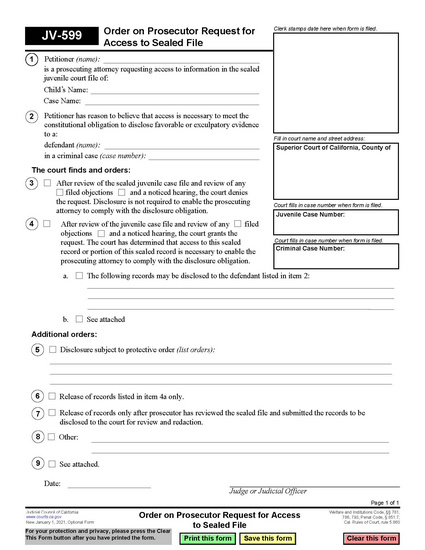 JV-599
Order on Prosecutor Request for
Access to Sealed File
Clerk stamps date here when form is filed.
1 Petitioner (name):
is a prosecuting attorney requesting access to information in the sealed
juvenile court file of:
Child's Name:
Case Name:
2 Petitioner has reason to believe that access is necessary to meet the
constitutional obligation to disclose favorable or exculpatory evidence
to a:
defendant (name):
in a criminal case (case number):
Fill in court name and street address:
Superior Court of California, County of
Court fills in case number when form is filed.
Juvenile Case Number:
Court fills in case number when form is filed.
Criminal Case Number:
The court finds and orders:
3 After review of the sealed juvenile case file and review of any
filed objections and a noticed hearing, the court denies
the request. Disclosure is not required to enable the prosecuting
attorney to comply with the disclosure obligation.
4 After review of the juvenile case file and review of any filed
objections and a noticed hearing, the court grants the
request. The court has determined that access to this sealed
record or portion of this sealed record is necessary to enable the
prosecuting attorney to comply with the disclosure obligation.
a. The following records may be disclosed to the defendant listed in item 2:
b. See attached
Additional orders:
5 Disclosure subject to protective order (list orders):
6 Release of records listed in item 4a only.
7 Release of records only after prosecutor has reviewed the sealed file and submitted the records to be
disclosed to the court for review and redaction.
8 Other:
9 See attached.
Date:
Judge or Judicial Officer
Page 1 of 1
Judicial Council of California
www.courts.ca.gov
New January 1, 2021, Optional Form
Order on Prosecutor Request for Access
to Sealed File
Welfare and Institutions Code, §§ 781,
786, 793; Penal Code, § 851.7;
Cal. Rules of Court, rule 5.860
For your protection and privacy, please press the Clear
This Form button after you have printed the form.
Print this form
Save this form
Clear this form